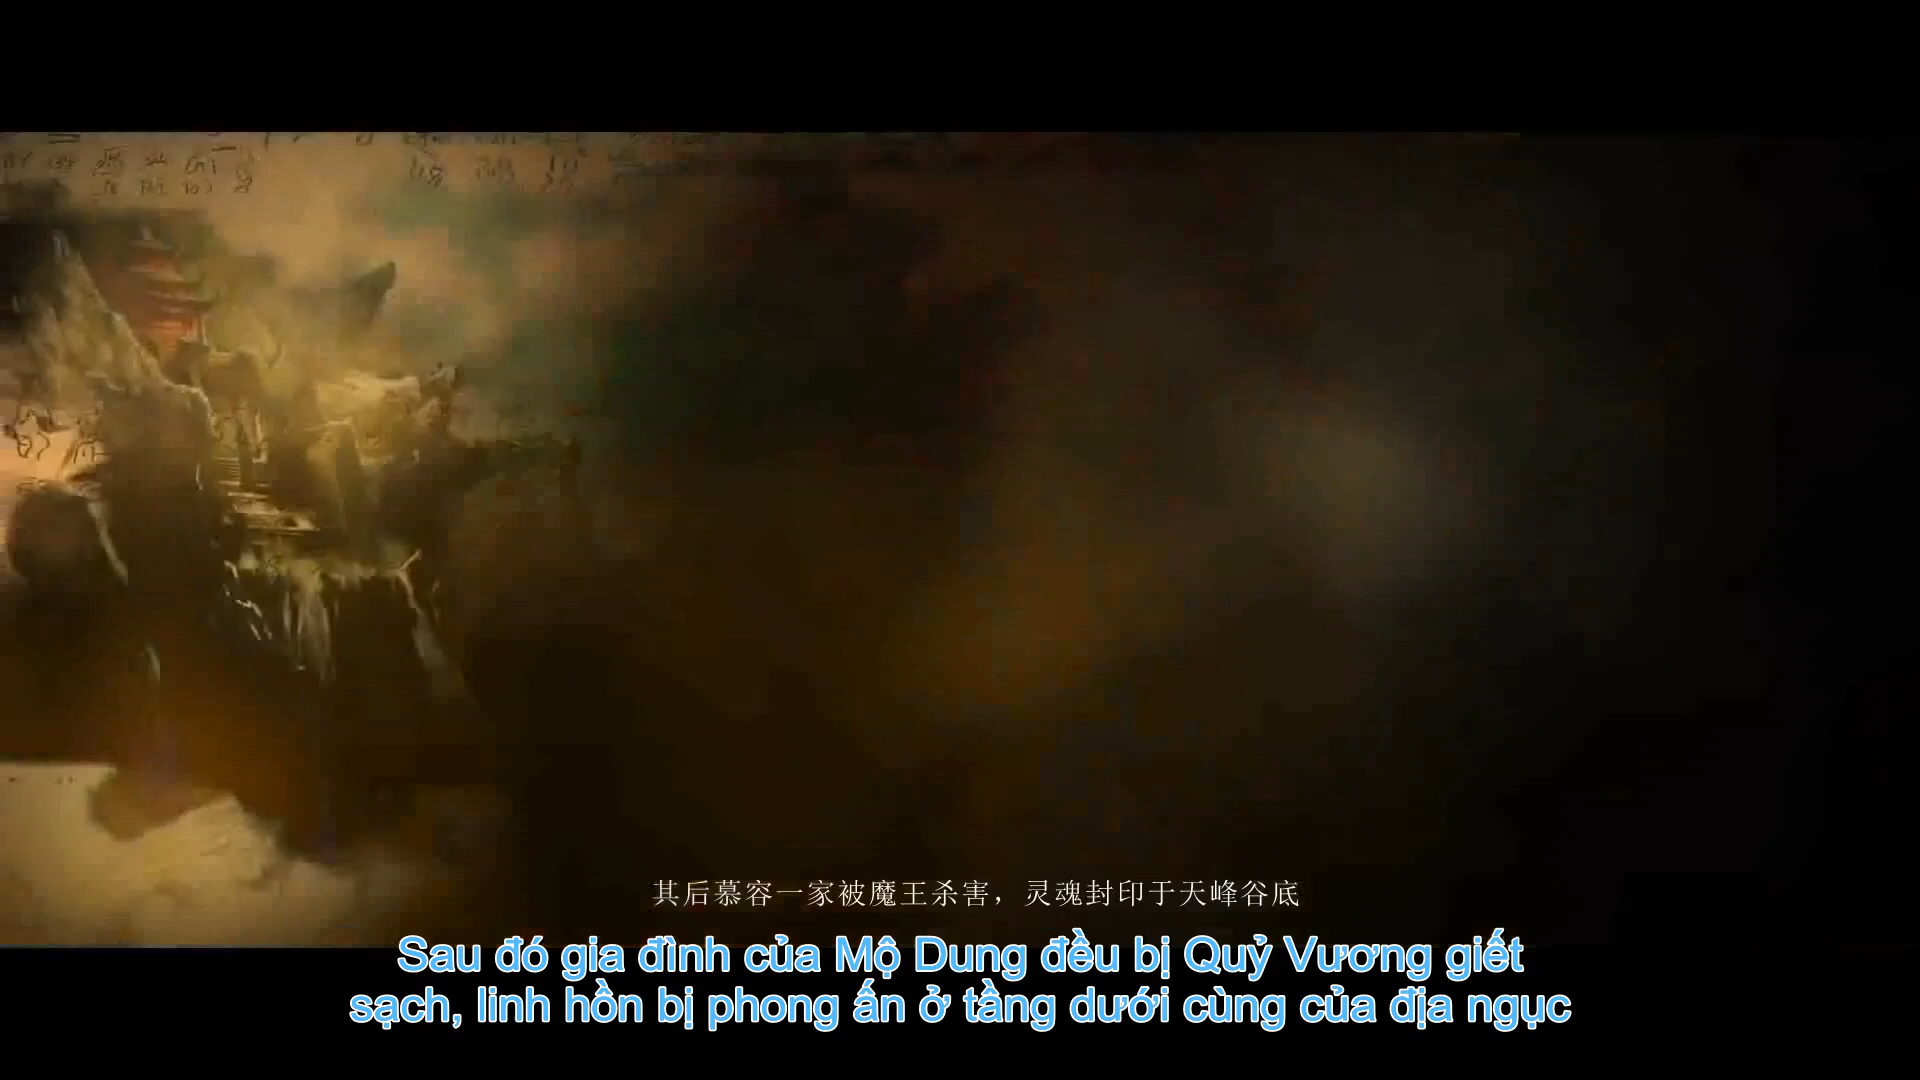 其后慕容一家被魔王杀害，灵魂封印于天峰谷底
Sau đó gia đình của Mộ Dung đều bị Quỷ Vương giết
sạch, linh hồn bị phong ấn ở tầng dưới cùng của địa ngục